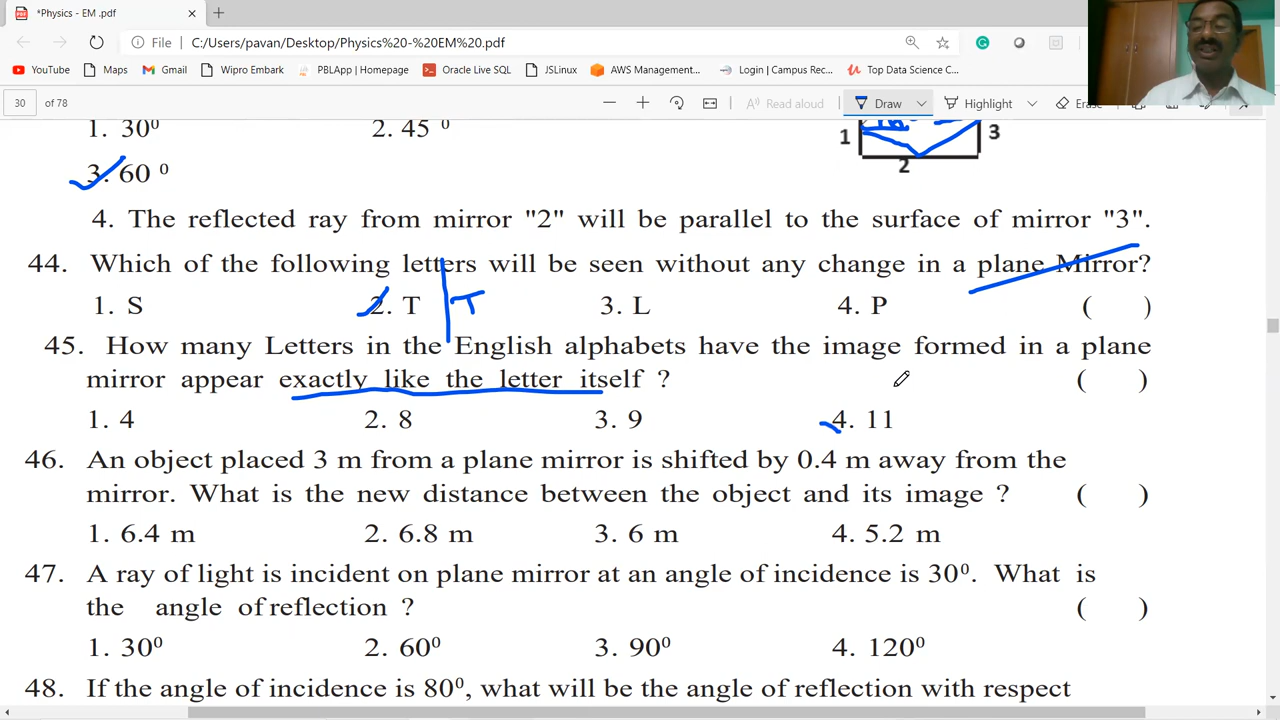 *Physics - EM .pdf
File C:/Users/pavan/Desktop/Physics%20-%20EM%20.pdf
YouTube Maps Gmail Wipro Embark PBLApp | Homepage Oracle Live SQL JSLinux AWS Management... Login | Campus Rec... Top Data Science C...
30 of 78 Read aloud Draw Highlight Erase
1. 30⁰ 2. 45 ⁰
1 3
2
3. 60 ⁰
4. The reflected ray from mirror "2" will be parallel to the surface of mirror "3".
44. Which of the following letters will be seen without any change in a plane Mirror?
1. S 2. T T 3. L 4. P ( )
45. How many Letters in the English alphabets have the image formed in a plane
mirror appear exactly like the letter itself ? ( )
1. 4 2. 8 3. 9 4. 11
46. An object placed 3 m from a plane mirror is shifted by 0.4 m away from the
mirror. What is the new distance between the object and its image ? ( )
1. 6.4 m 2. 6.8 m 3. 6 m 4. 5.2 m
47. A ray of light is incident on plane mirror at an angle of incidence is 30⁰. What is
the angle of reflection ? ( )
1. 30⁰ 2. 60⁰ 3. 90⁰ 4. 120⁰
48. If the angle of incidence is 80⁰, what will be the angle of reflection with respect